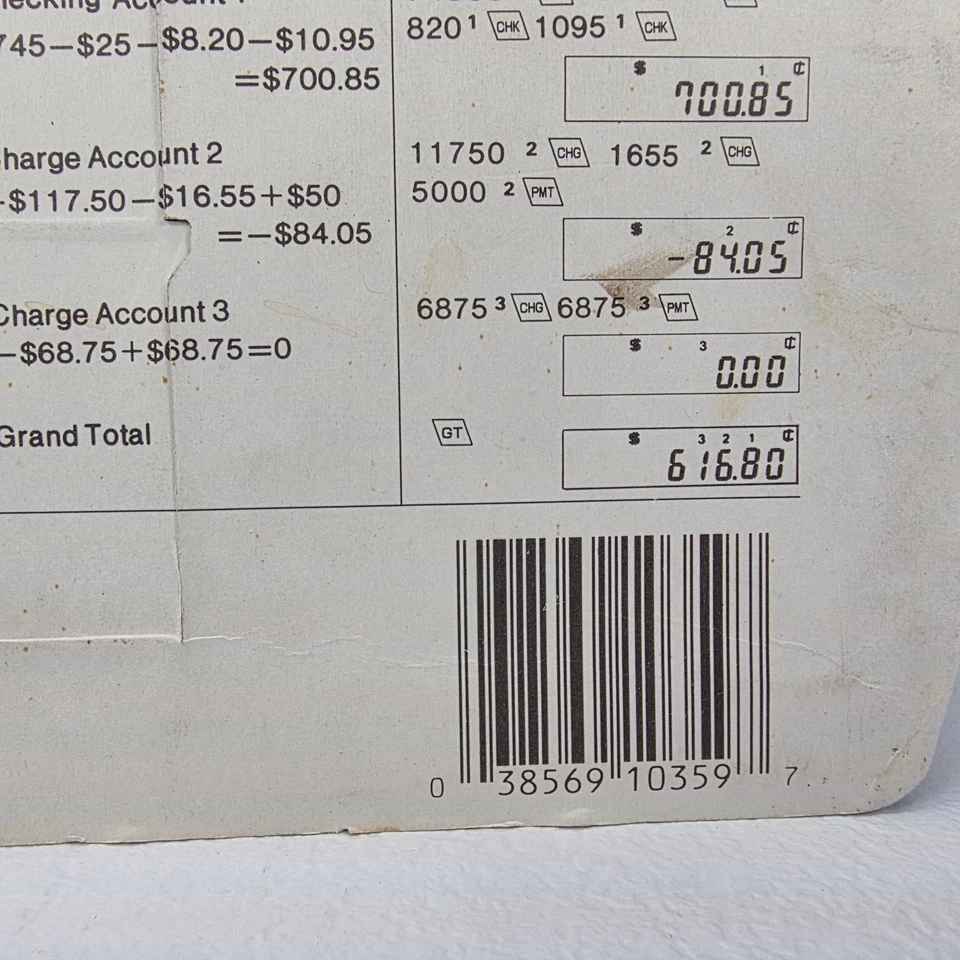 Account
820 1 CHK 1095 1 CHK
745–$25–$8.20–$10.95
=$700.85
$ 1 ¢
700.85
Charge Account 2
11750 2 CHG 1655 2 CHG
–$117.50–$16.55+$50
5000 2 PMT
=–$84.05
$ 2 ¢
–84.05
Charge Account 3
6875 3 CHG 6875 3 PMT
–$68.75+$68.75=0
$ 3 ¢
0.00
Grand Total
GT
$ 3 2 1 ¢
616.80
0 38569 10359 7